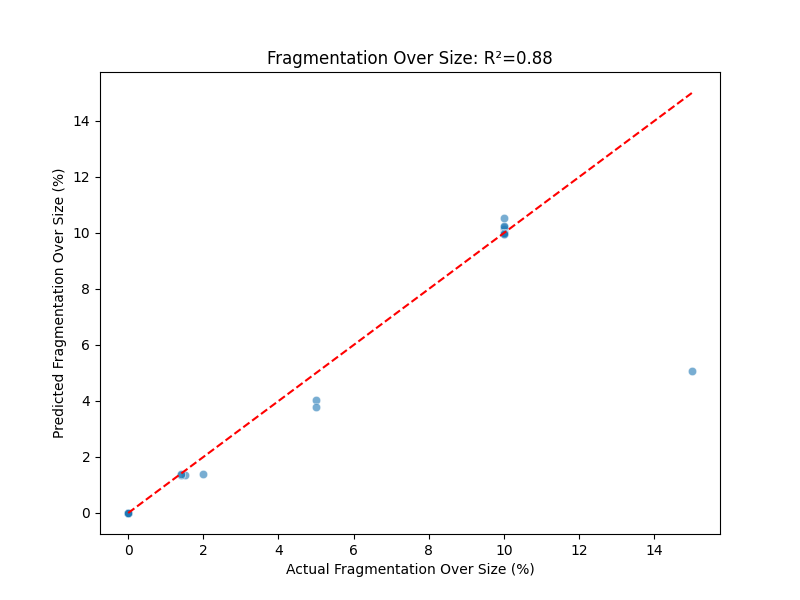 Fragmentation Over Size: R²=0.88
Predicted Fragmentation Over Size (%)
14
12
10
8
6
4
2
0
0 2 4 6 8 10 12 14
Actual Fragmentation Over Size (%)